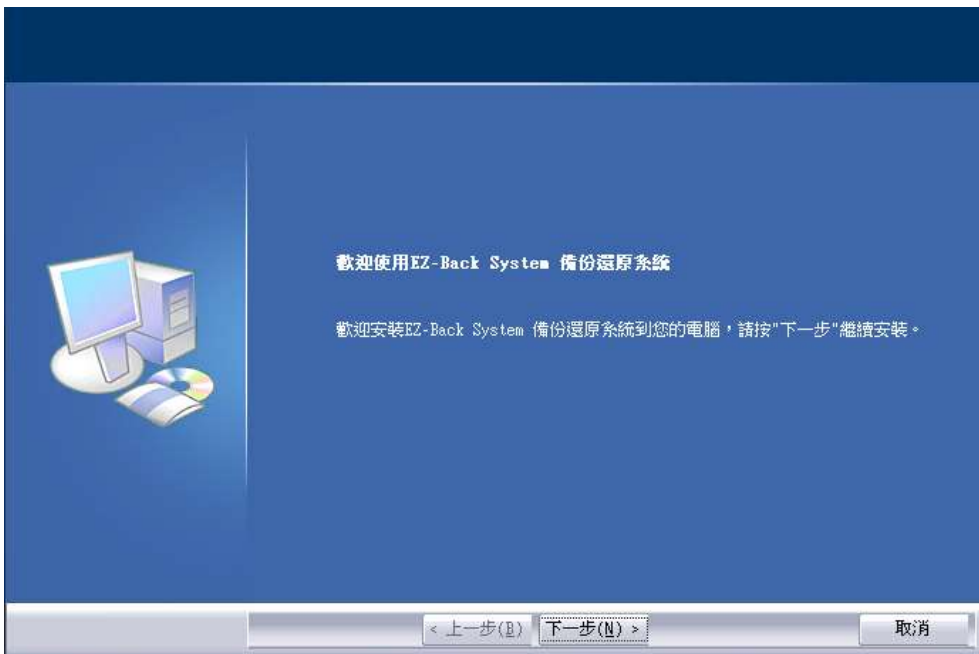 歡迎使用EZ-Back System 備份還原系統
歡迎安裝EZ-Back System 備份還原系統到您的電腦，請按"下一步"繼續安裝。
< 上一步(B)
下一步(N) >
取消